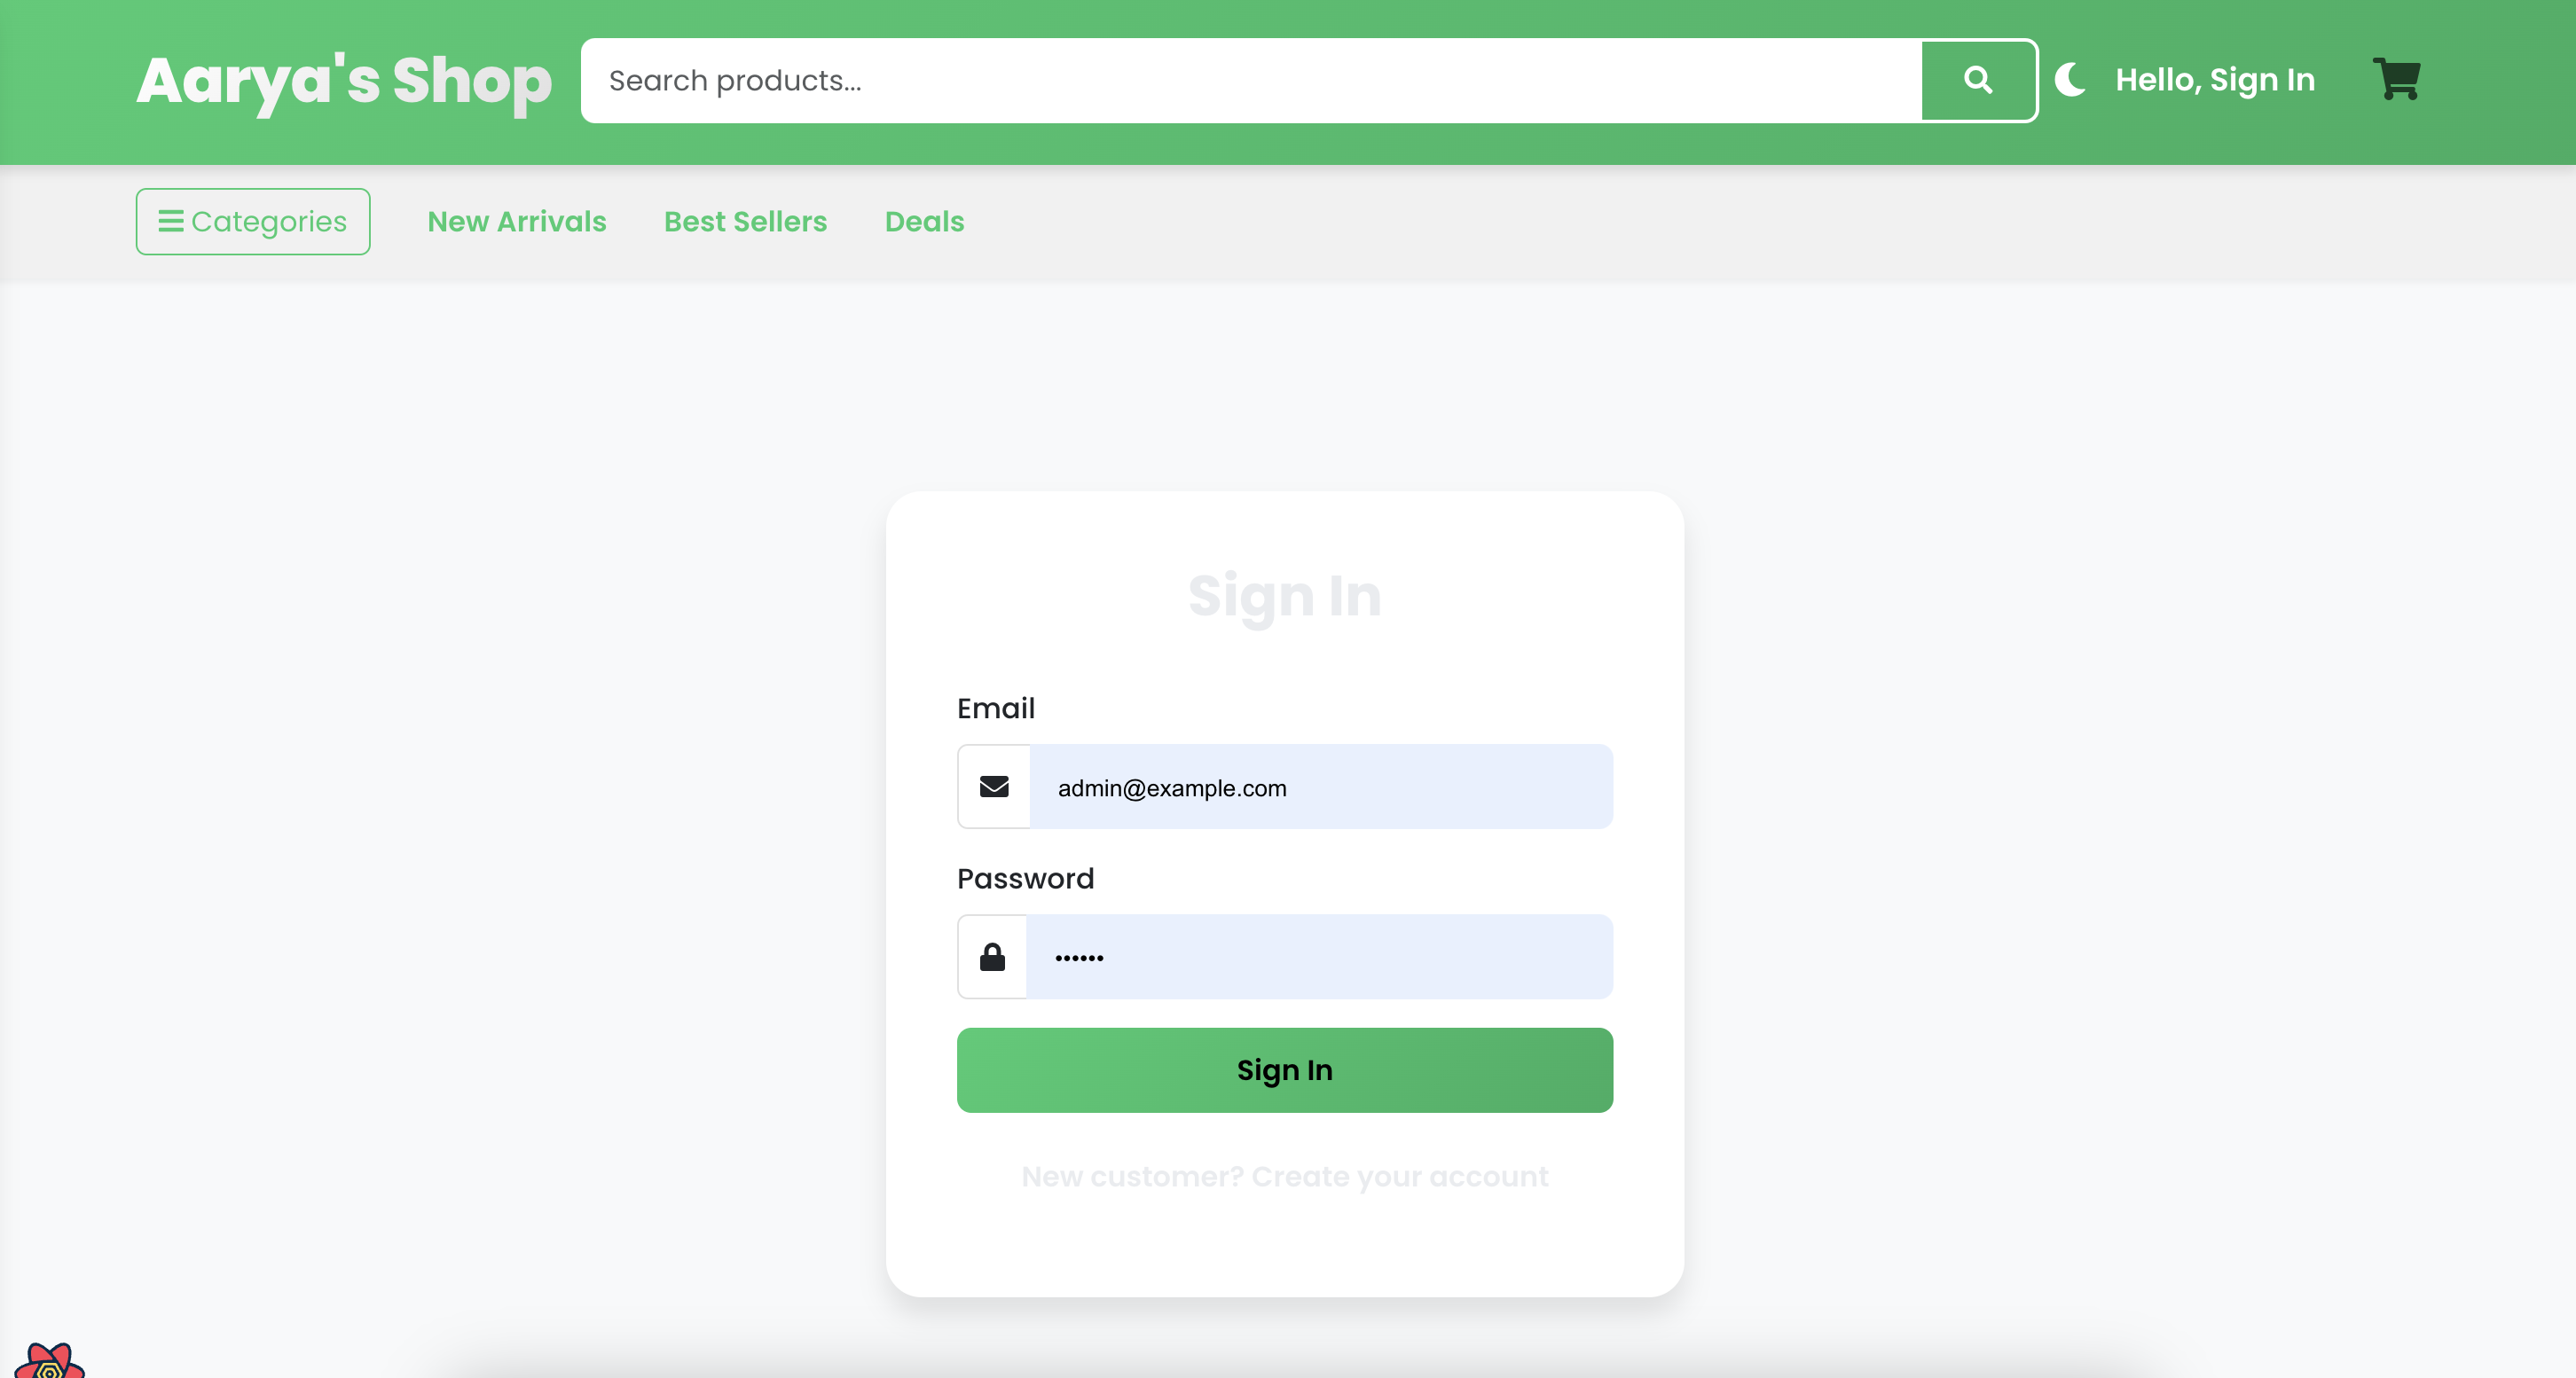 Aarya's Shop
Search products...
Hello, Sign In
Categories
New Arrivals
Best Sellers
Deals
Sign In
Email
admin@example.com
Password
••••••
Sign In
New customer? Create your account